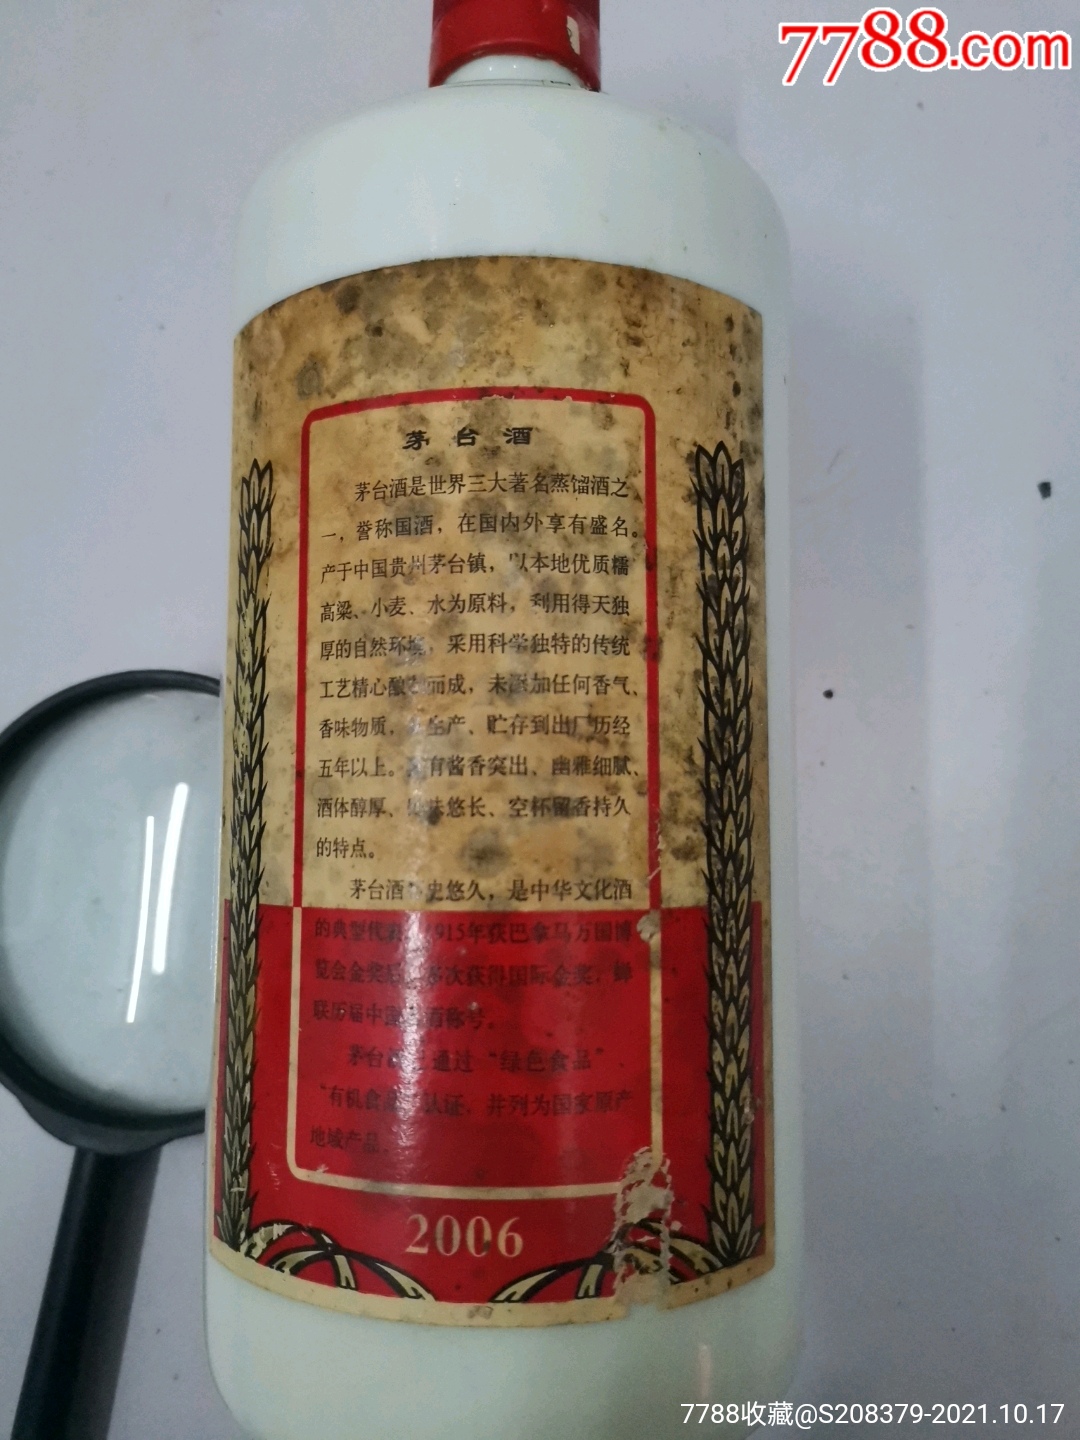 7788.com
茅台酒
茅台酒是世界三大著名蒸馏酒之
一，誉称国酒，在国内外享有盛名。
产于中国贵州茅台镇，以本地优质糯
高粱、小麦、水为原料，利用得天独
厚的自然环境，采用科学独特的传统
工艺精心酿 而成，未添加任何香气、
香味物质，生产、贮存到出厂历经
五年以上。 有酱香突出、幽雅细腻、
酒体醇厚、 味悠长、空杯留香持久
的特点。
茅台酒 史悠久，是中华文化酒
的典型代表 1915年获巴拿马万国博
览会金奖后 多次获得国际金奖，蝉
联历届中国 酒称号。
茅台酒已通过“绿色食品”、
“有机食品”认证，并列为国家原产
地域产品。
2006
7788收藏@S208379-2021.10.17